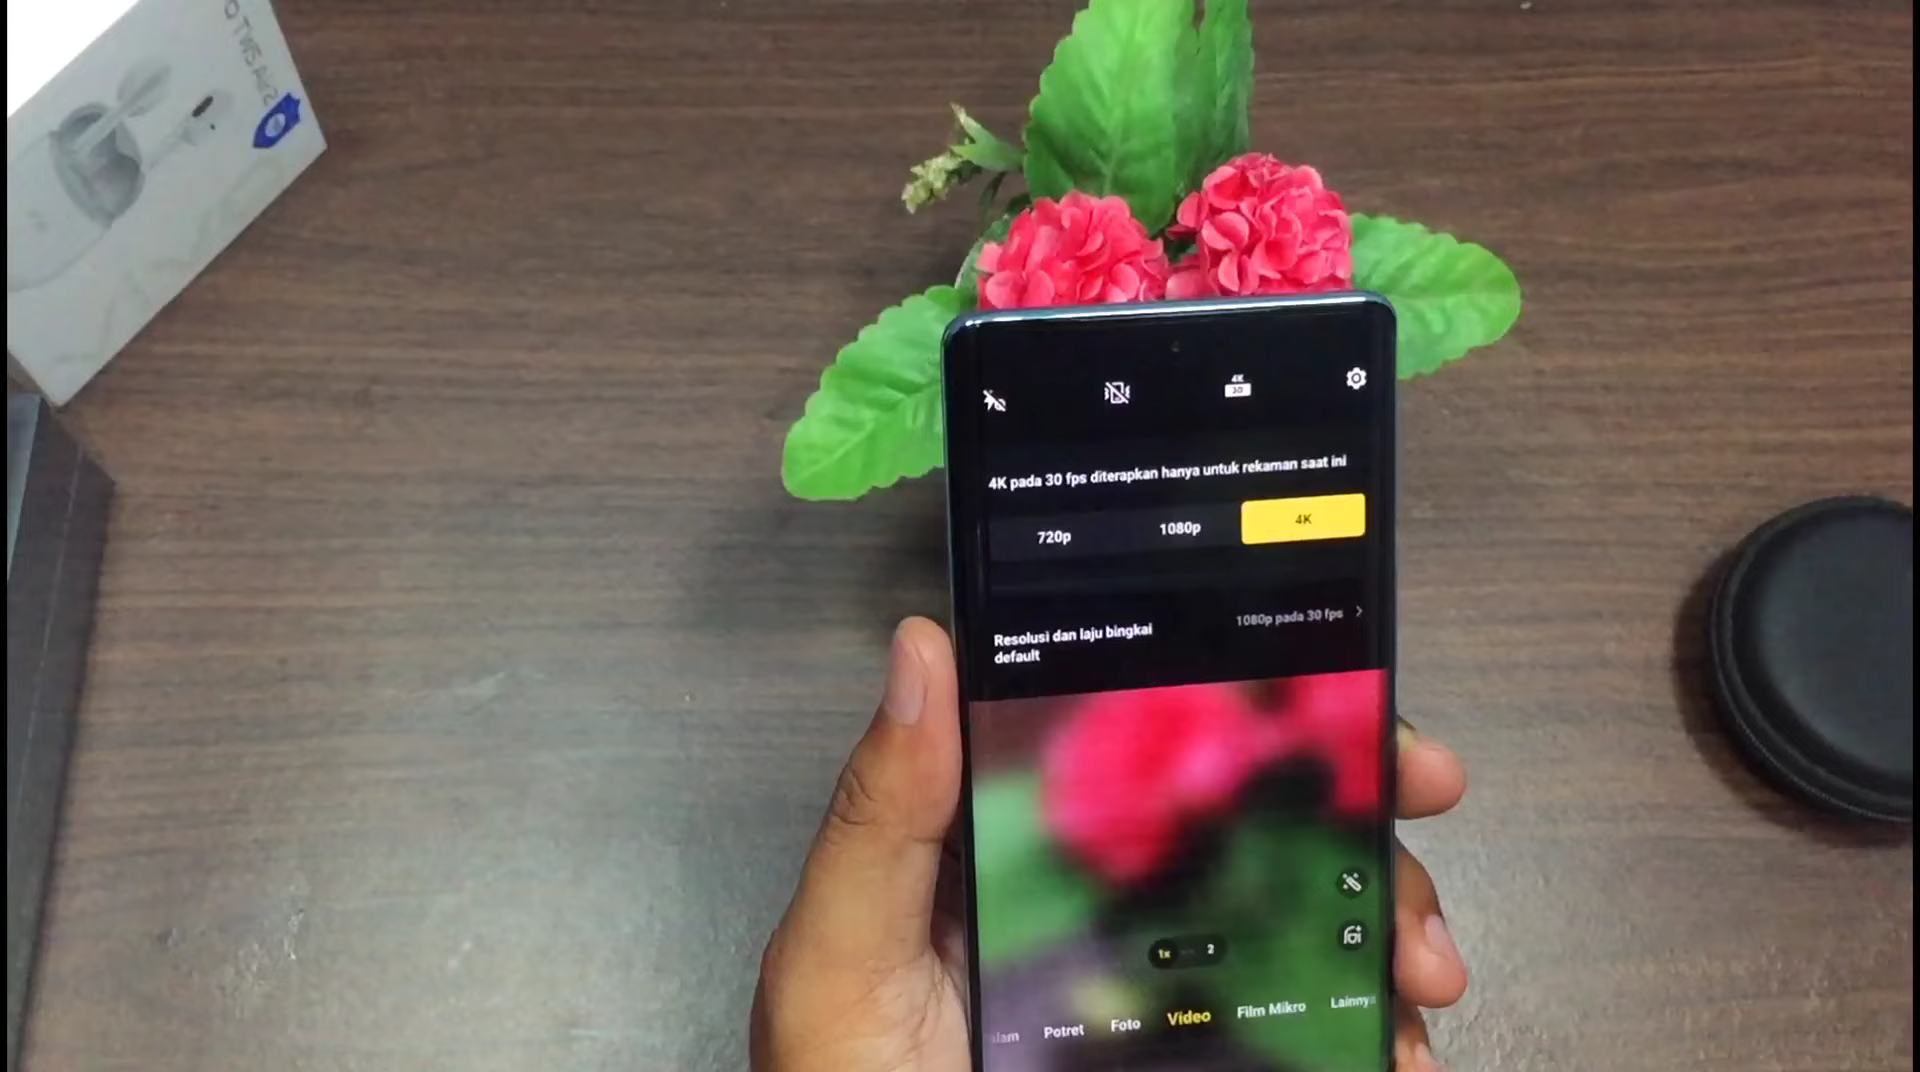 4K
30
4K pada 30 fps diterapkan hanya untuk rekaman saat ini
720p 1080p 4K
Resolusi dan laju bingkai
default
1080p pada 30 fps
1x 2
Potret Foto Video Film Mikro Lainnya